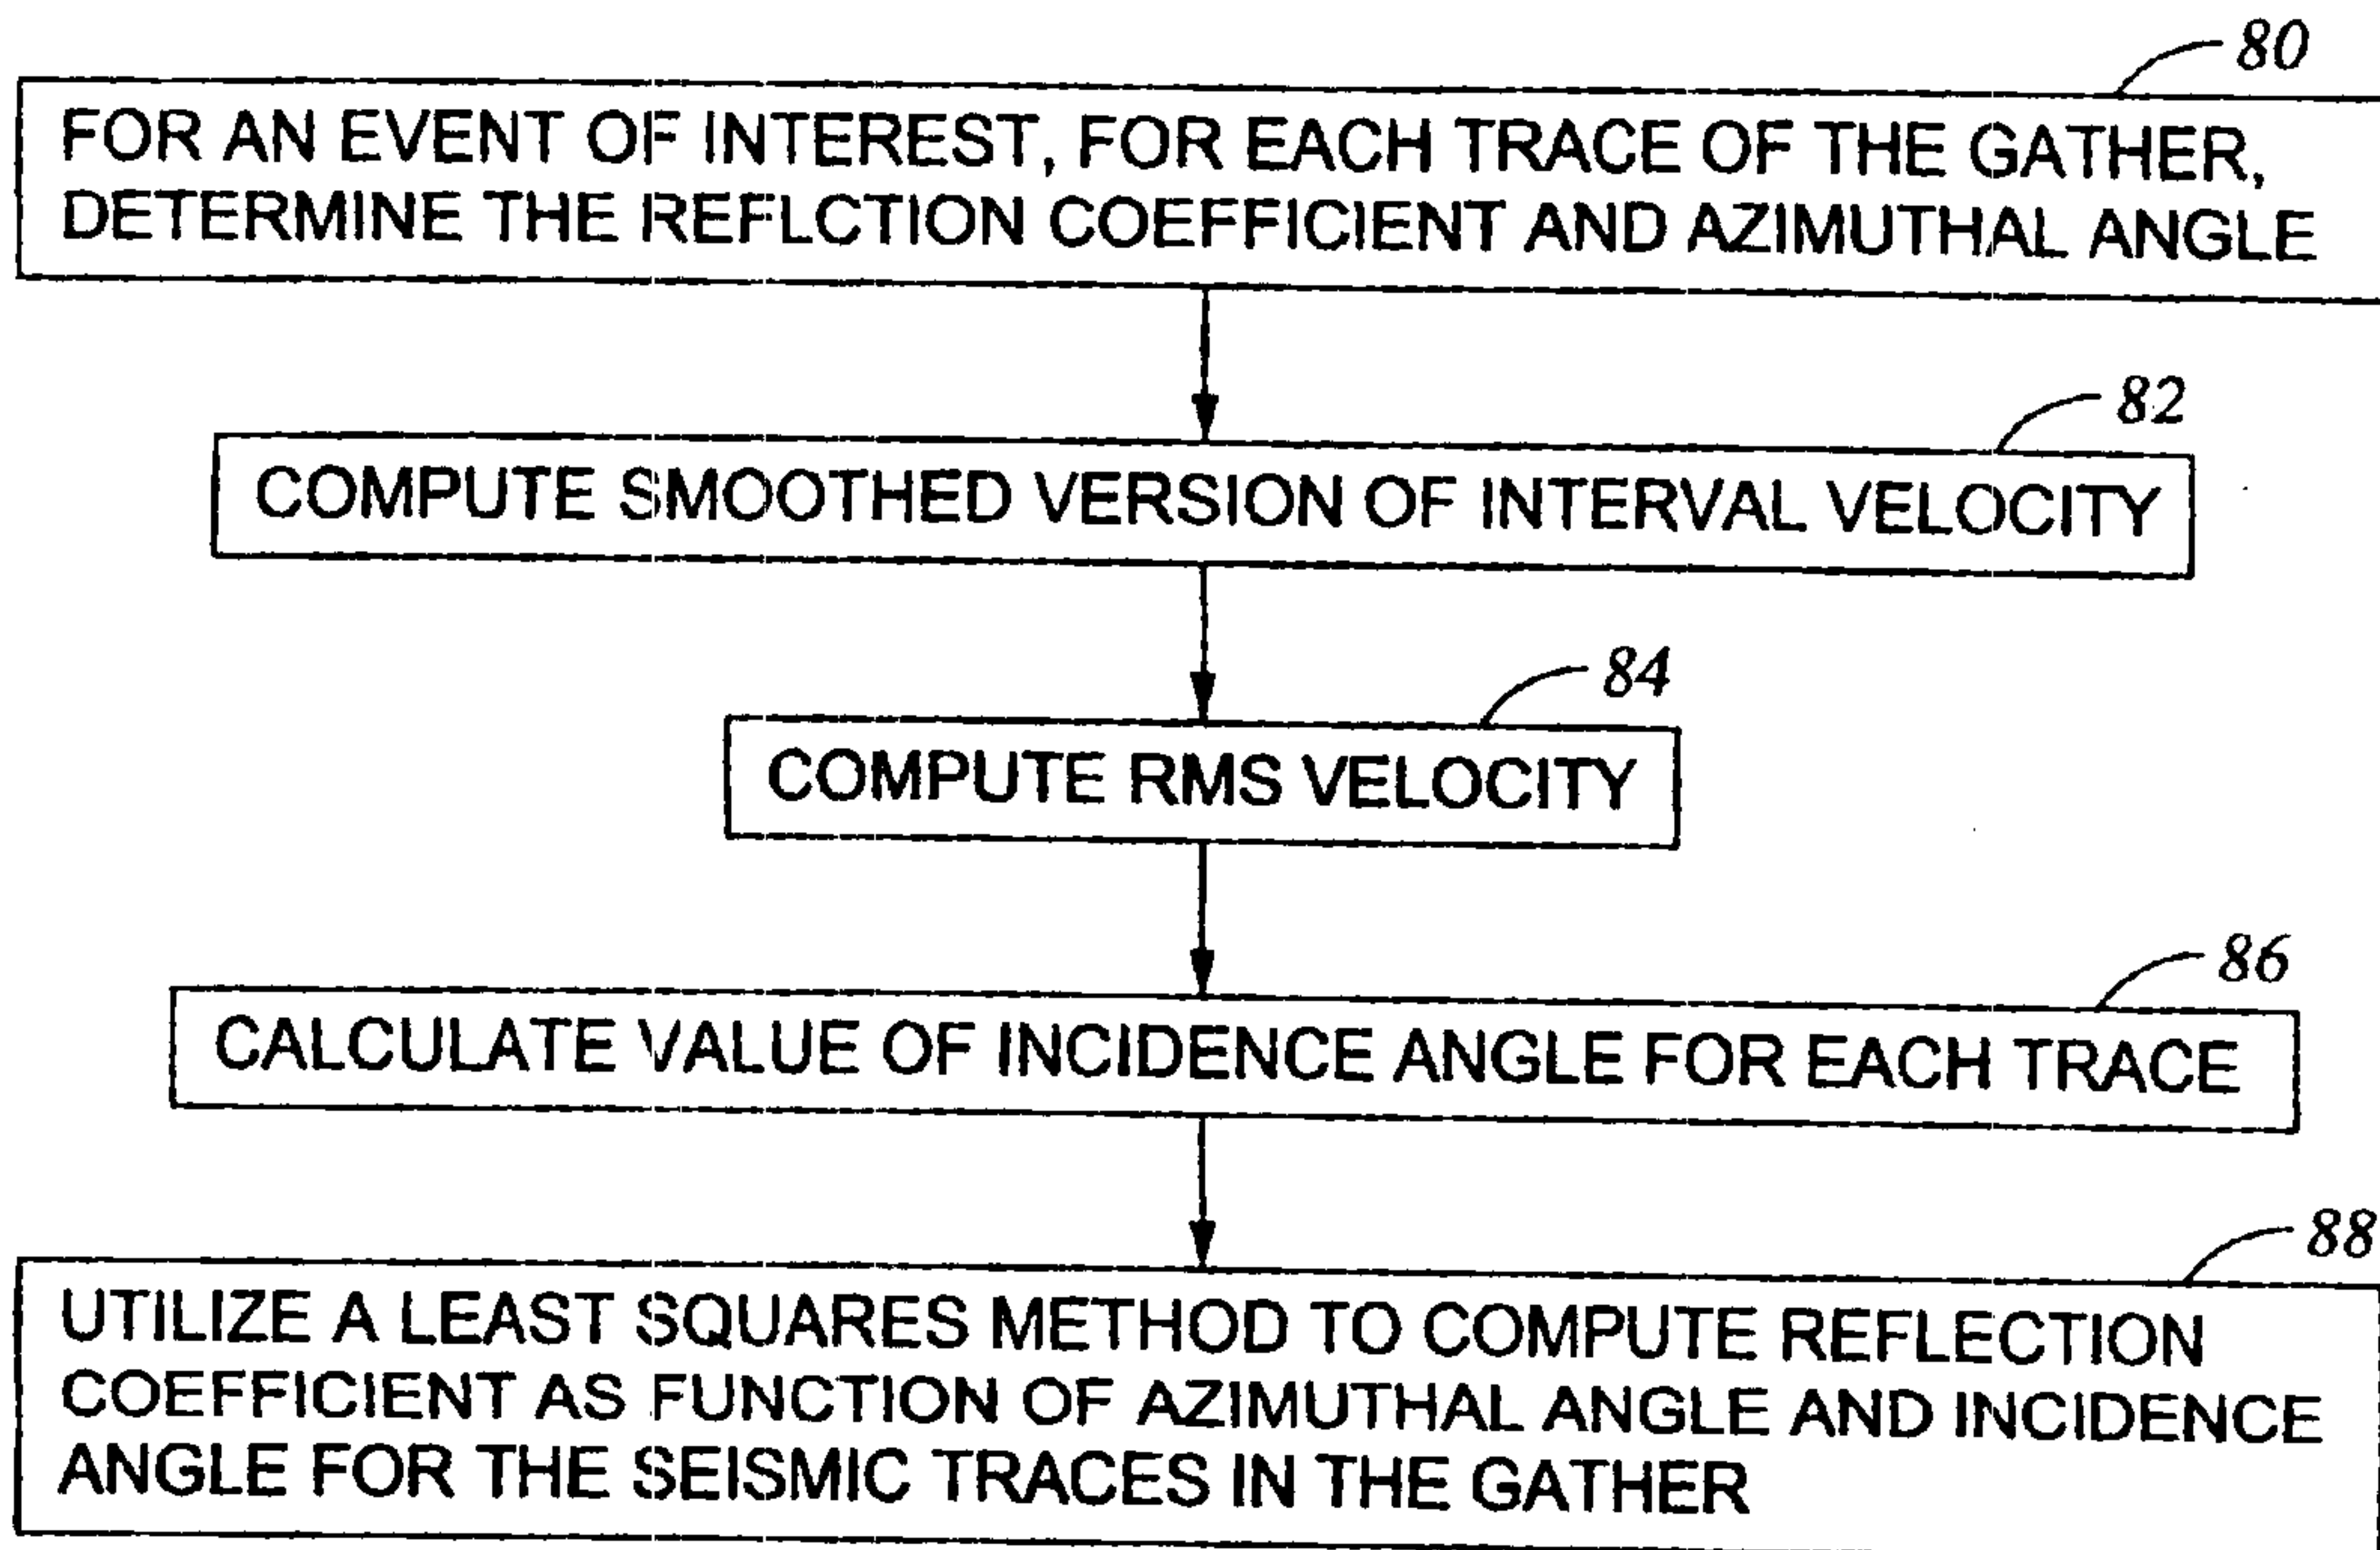 80
FOR AN EVENT OF INTEREST, FOR EACH TRACE OF THE GATHER,
DETERMINE THE REFLCTION COEFFICIENT AND AZIMUTHAL ANGLE
82
COMPUTE SMOOTHED VERSION OF INTERVAL VELOCITY
84
COMPUTE RMS VELOCITY
86
CALCULATE VALUE OF INCIDENCE ANGLE FOR EACH TRACE
88
UTILIZE A LEAST SQUARES METHOD TO COMPUTE REFLECTION
COEFFICIENT AS FUNCTION OF AZIMUTHAL ANGLE AND INCIDENCE
ANGLE FOR THE SEISMIC TRACES IN THE GATHER